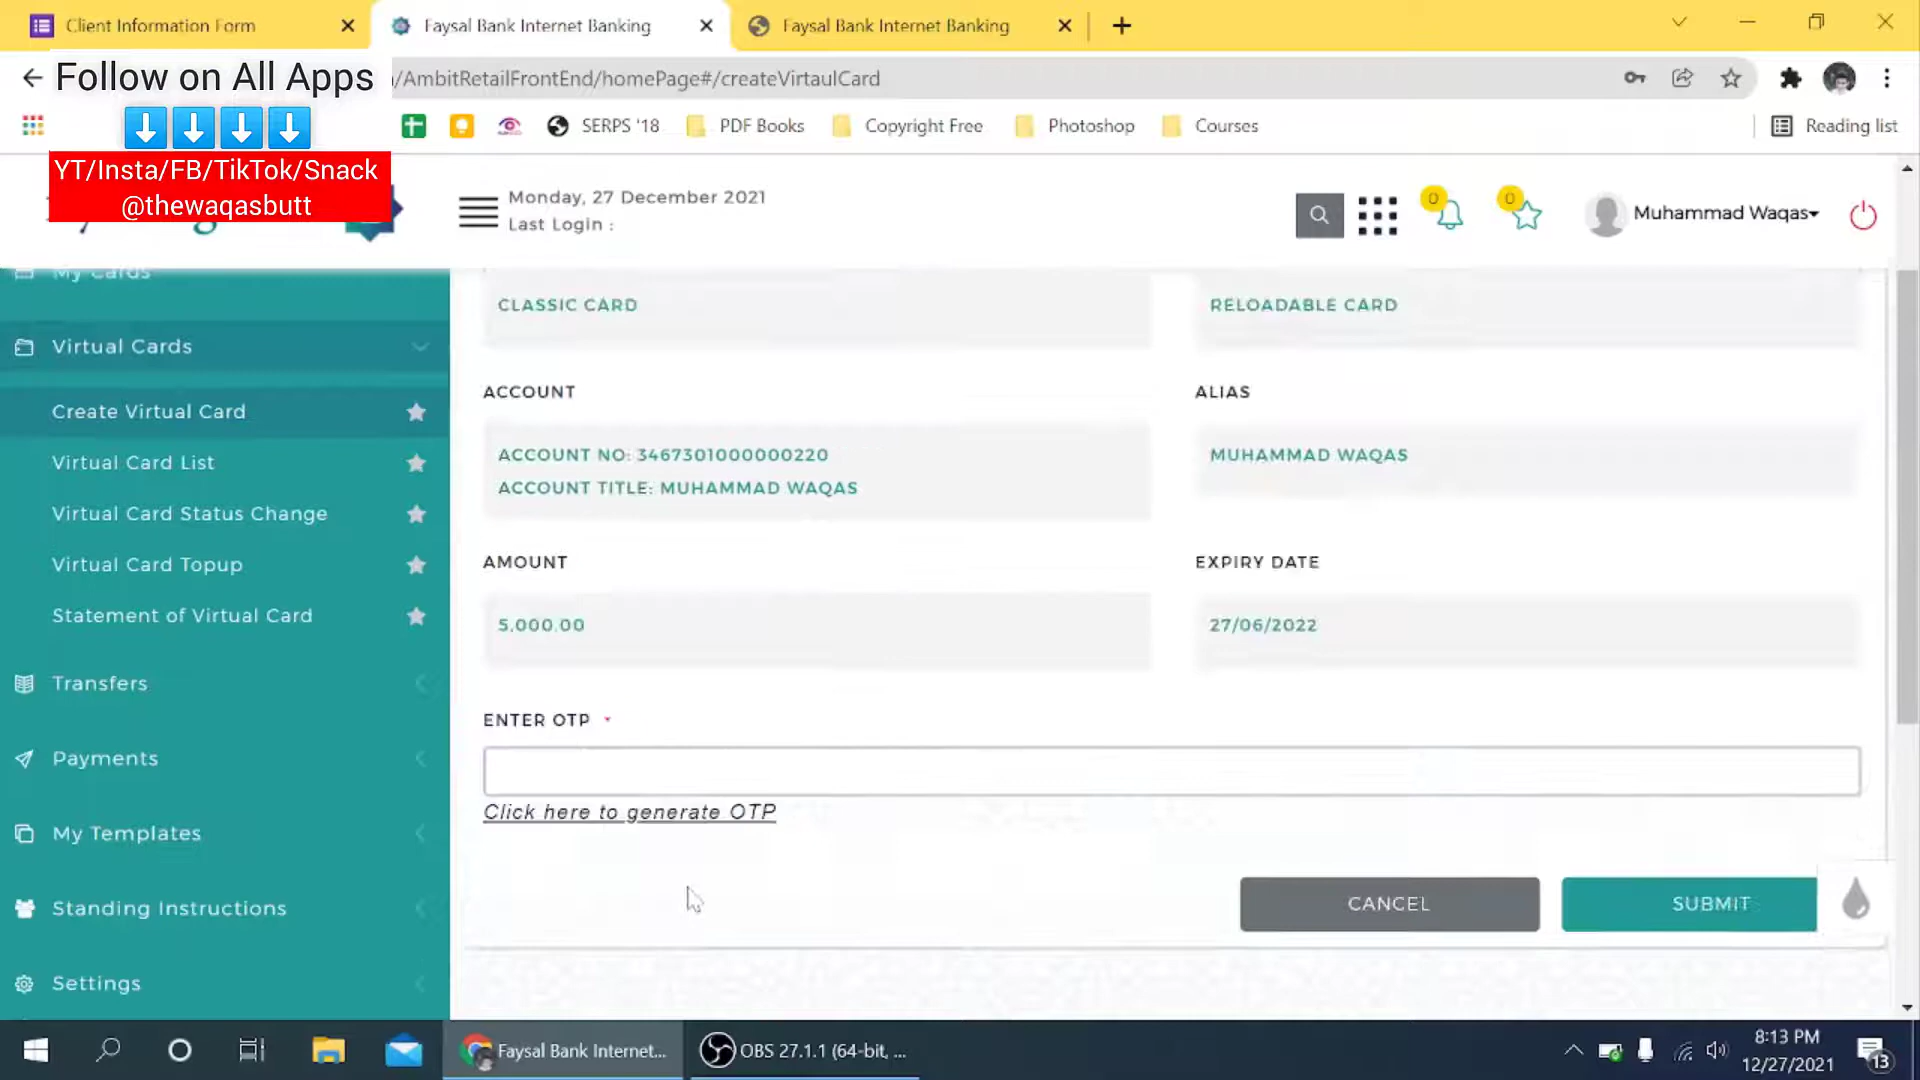 Client Information Form
Faysal Bank Internet Banking
Faysal Bank Internet Banking
Follow on All Apps
/AmbitRetailFrontEnd/homePage#/createVirtaulCard
SERPS '18
PDF Books
Copyright Free
Photoshop
Courses
Reading list
YT/Insta/FB/TikTok/Snack
@thewaqasbutt
Monday, 27 December 2021
Last Login :
0
0
Muhammad Waqas
My Cards
Virtual Cards
Create Virtual Card
Virtual Card List
Virtual Card Status Change
Virtual Card Topup
Statement of Virtual Card
Transfers
Payments
My Templates
Standing Instructions
Settings
CLASSIC CARD
RELOADABLE CARD
ACCOUNT
ALIAS
ACCOUNT NO: 3467301000000220
ACCOUNT TITLE: MUHAMMAD WAQAS
MUHAMMAD WAQAS
AMOUNT
EXPIRY DATE
5,000.00
27/06/2022
ENTER OTP *
Click here to generate OTP
CANCEL
SUBMIT
Faysal Bank Internet...
OBS 27.1.1 (64-bit, ...
8:13 PM
12/27/2021
13